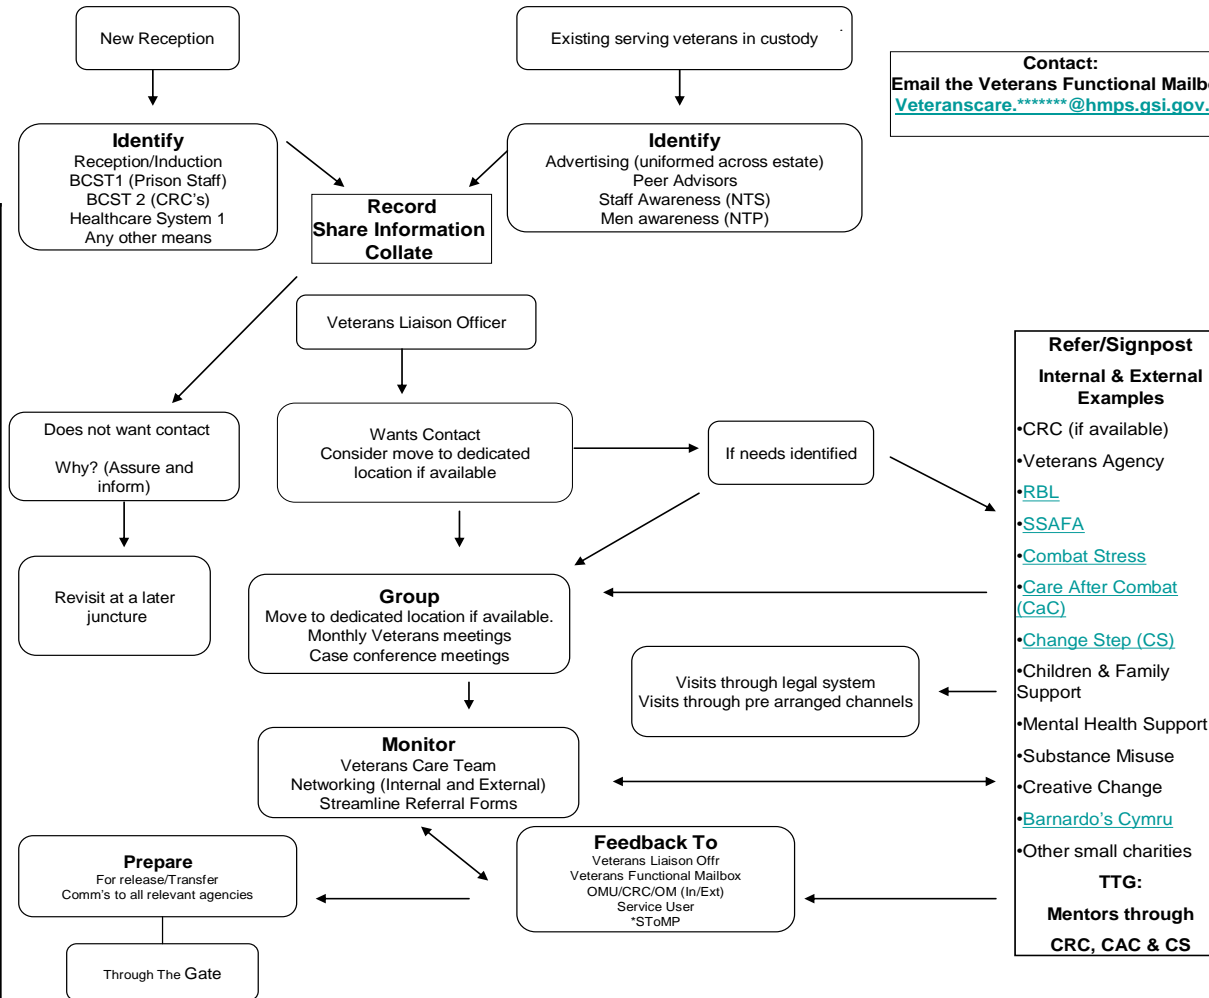 New Reception
Existing serving veterans in custody
Contact:
Email the Veterans Functional Mailb
Veteranscare.*******@hmps.gsi.gov.
Identify
Reception/Induction
BCST1 (Prison Staff)
BCST 2 (CRC's)
Healthcare System 1
Any other means
Identify
Advertising (uniformed across estate)
Peer Advisors
Staff Awareness (NTS)
Men awareness (NTP)
Record
Share Information
Collate
Veterans Liaison Officer
Does not want contact
Why? (Assure and
inform)
Wants Contact
Consider move to dedicated
location if available
If needs identified
Refer/Signpost
Internal & External
Examples
•CRC (if available)
•Veterans Agency
•RBL
•SSAFA
•Combat Stress
•Care After Combat
(CaC)
•Change Step (CS)
•Children & Family
Support
•Mental Health Support
•Substance Misuse
•Creative Change
•Barnardo's Cymru
•Other small charities
TTG:
Mentors through
CRC, CAC & CS
Revisit at a later
juncture
Group
Move to dedicated location if available.
Monthly Veterans meetings
Case conference meetings
Visits through legal system
Visits through pre arranged channels
Monitor
Veterans Care Team
Networking (Internal and External)
Streamline Referral Forms
Feedback To
Veterans Liaison Offr
Veterans Functional Mailbox
OMU/CRC/OM (In/Ext)
Service User
*SToMP
Prepare
For release/Transfer
Comm's to all relevant agencies
Through The Gate